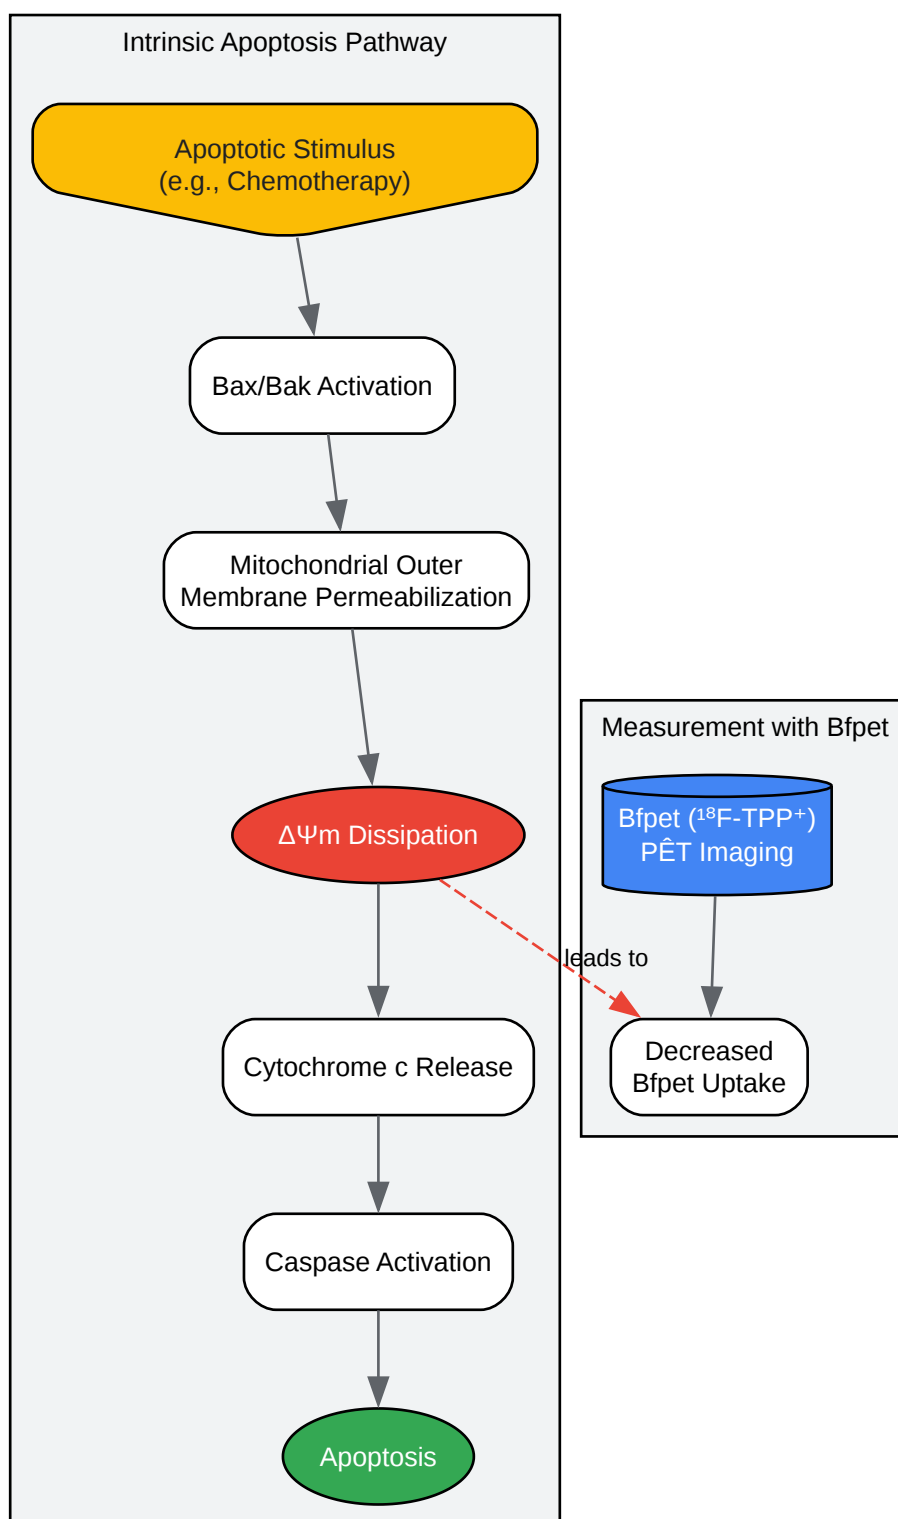 Intrinsic Apoptosis Pathway
Apoptotic Stimulus
(e.g., Chemotherapy)
Bax/Bak Activation
Mitochondrial Outer
Membrane Permeabilization
ΔΨm Dissipation
leads to
Cytochrome c Release
Caspase Activation
Apoptosis
Measurement with Bfpet
Bfpet (¹⁸F-TPP⁺)
PÊT Imaging
Decreased
Bfpet Uptake